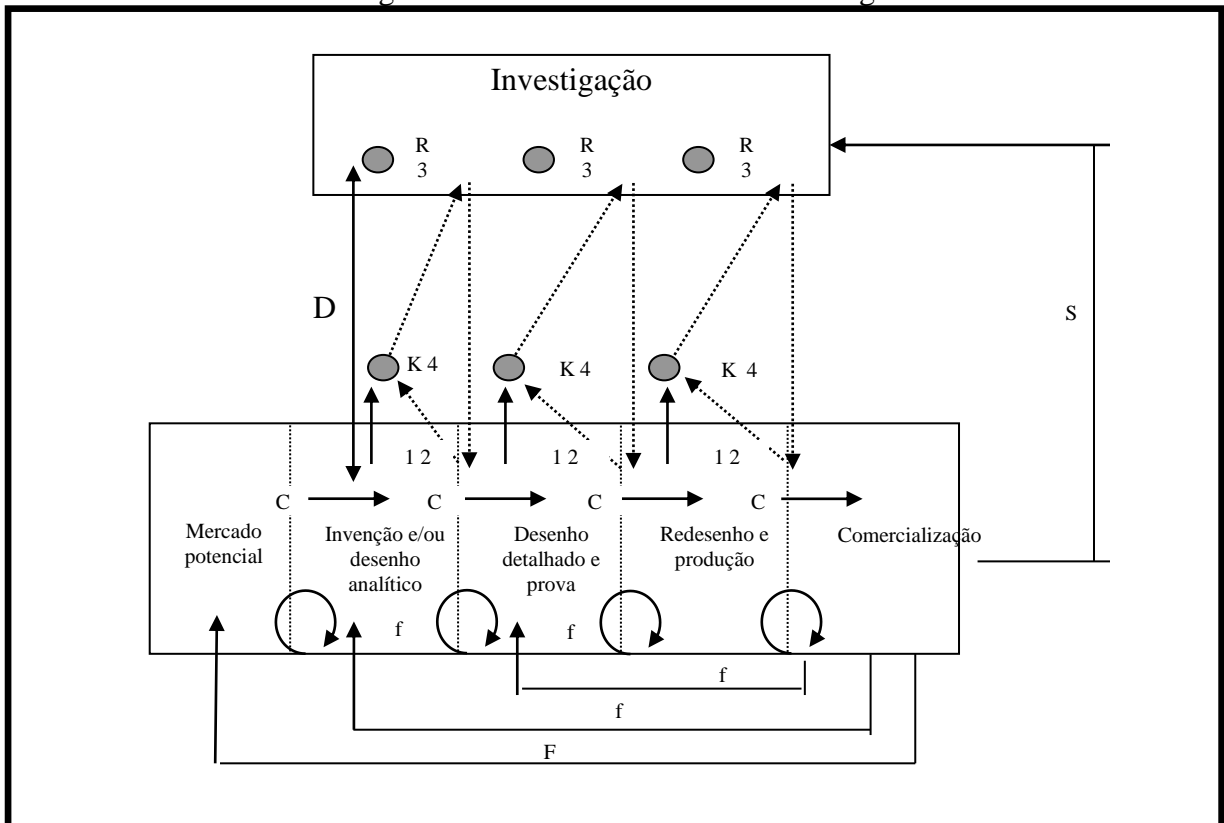 Investigação
R R R
3 3 3
D
S
K 4 K 4 K 4
1 2 1 2 1 2
C C C C
Mercado
potencial
Invenção e/ou
desenho
analítico
Desenho
detalhado e
prova
Redesenho e
produção
Comercialização
f f
f
f
F